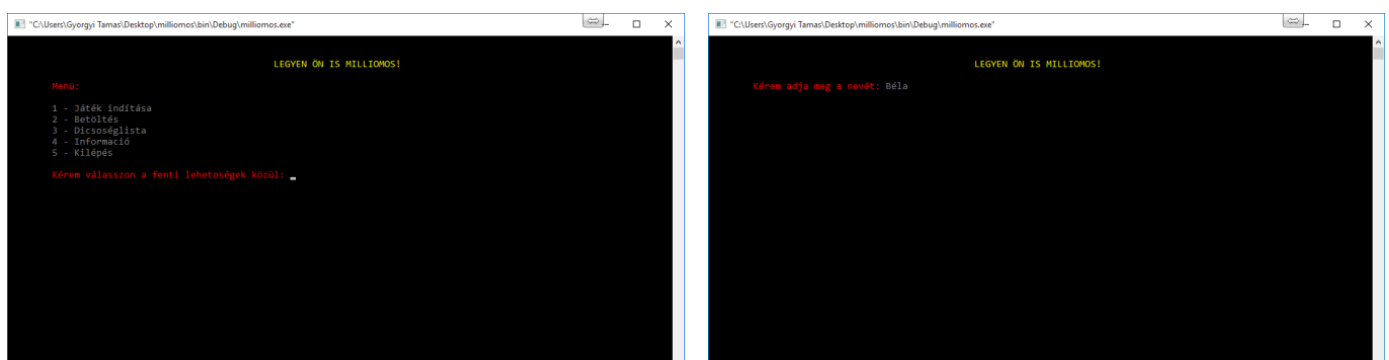 "C:\Users\Gyorgyi Tamas\Desktop\milliomos\bin\Debug\milliomos.exe"
LEGYEN ÖN IS MILLIOMOS!
Menü:
1 - Játék indítása
2 - Betöltés
3 - Dicsoséglista
4 - Információ
5 - Kilépés
Kérem válasszon a fenti lehetoségek közül:
"C:\Users\Gyorgyi Tamas\Desktop\milliomos\bin\Debug\milliomos.exe"
LEGYEN ÖN IS MILLIOMOS!
Kérem adja meg a nevét: Béla